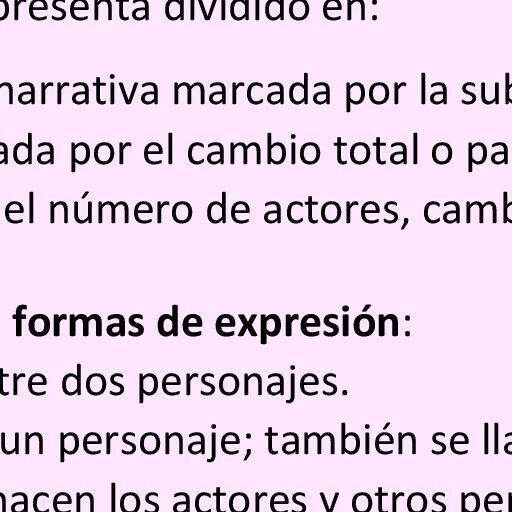 presenta dividido en:
narrativa marcada por la sub
ada por el cambio total o pa
el número de actores, camb
formas de expresión:
tre dos personajes.
un personaje; también se lla
hacen los actores y otros per